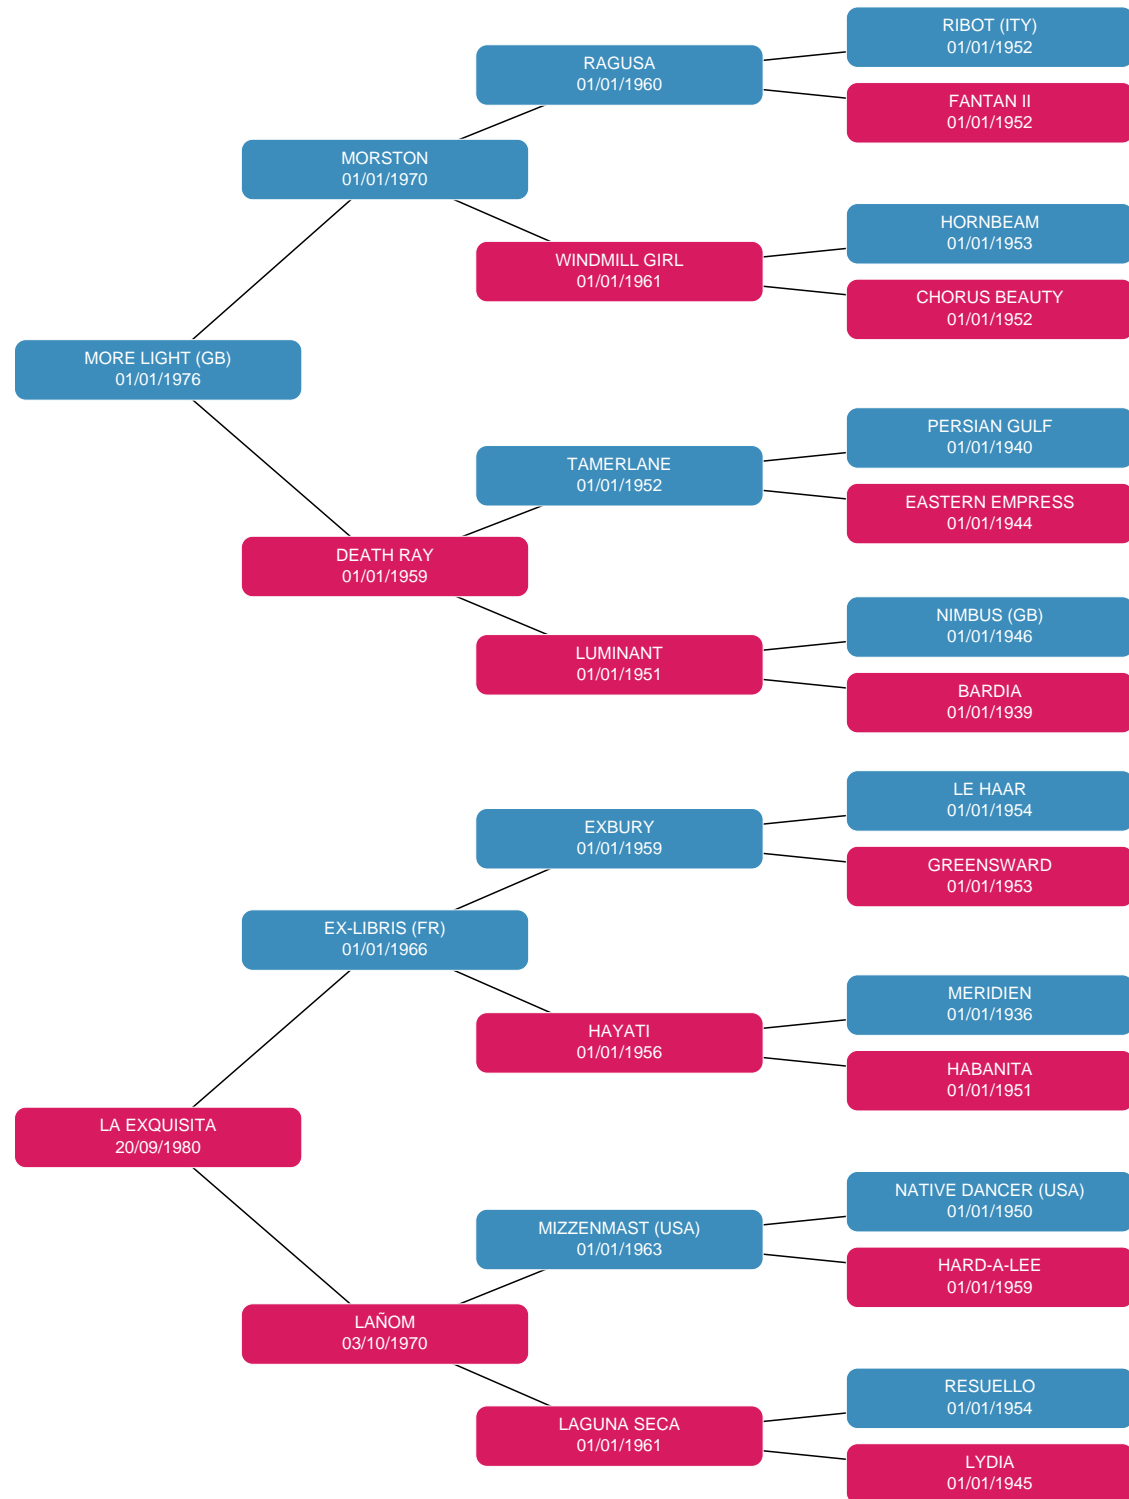 RIBOT (ITY)
01/01/1952
RAGUSA
01/01/1960
FANTAN II
01/01/1952
MORSTON
01/01/1970
HORNBEAM
01/01/1953
WINDMILL GIRL
01/01/1961
CHORUS BEAUTY
01/01/1952
MORE LIGHT (GB)
01/01/1976
PERSIAN GULF
01/01/1940
TAMERLANE
01/01/1952
EASTERN EMPRESS
01/01/1944
DEATH RAY
01/01/1959
NIMBUS (GB)
01/01/1946
LUMINANT
01/01/1951
BARDIA
01/01/1939
LE HAAR
01/01/1954
EXBURY
01/01/1959
GREENSWARD
01/01/1953
EX-LIBRIS (FR)
01/01/1966
MERIDIEN
01/01/1936
HAYATI
01/01/1956
HABANITA
01/01/1951
LA EXQUISITA
20/09/1980
NATIVE DANCER (USA)
01/01/1950
MIZZENMAST (USA)
01/01/1963
HARD-A-LEE
01/01/1959
LAÑOM
03/10/1970
RESUELLO
01/01/1954
LAGUNA SECA
01/01/1961
LYDIA
01/01/1945